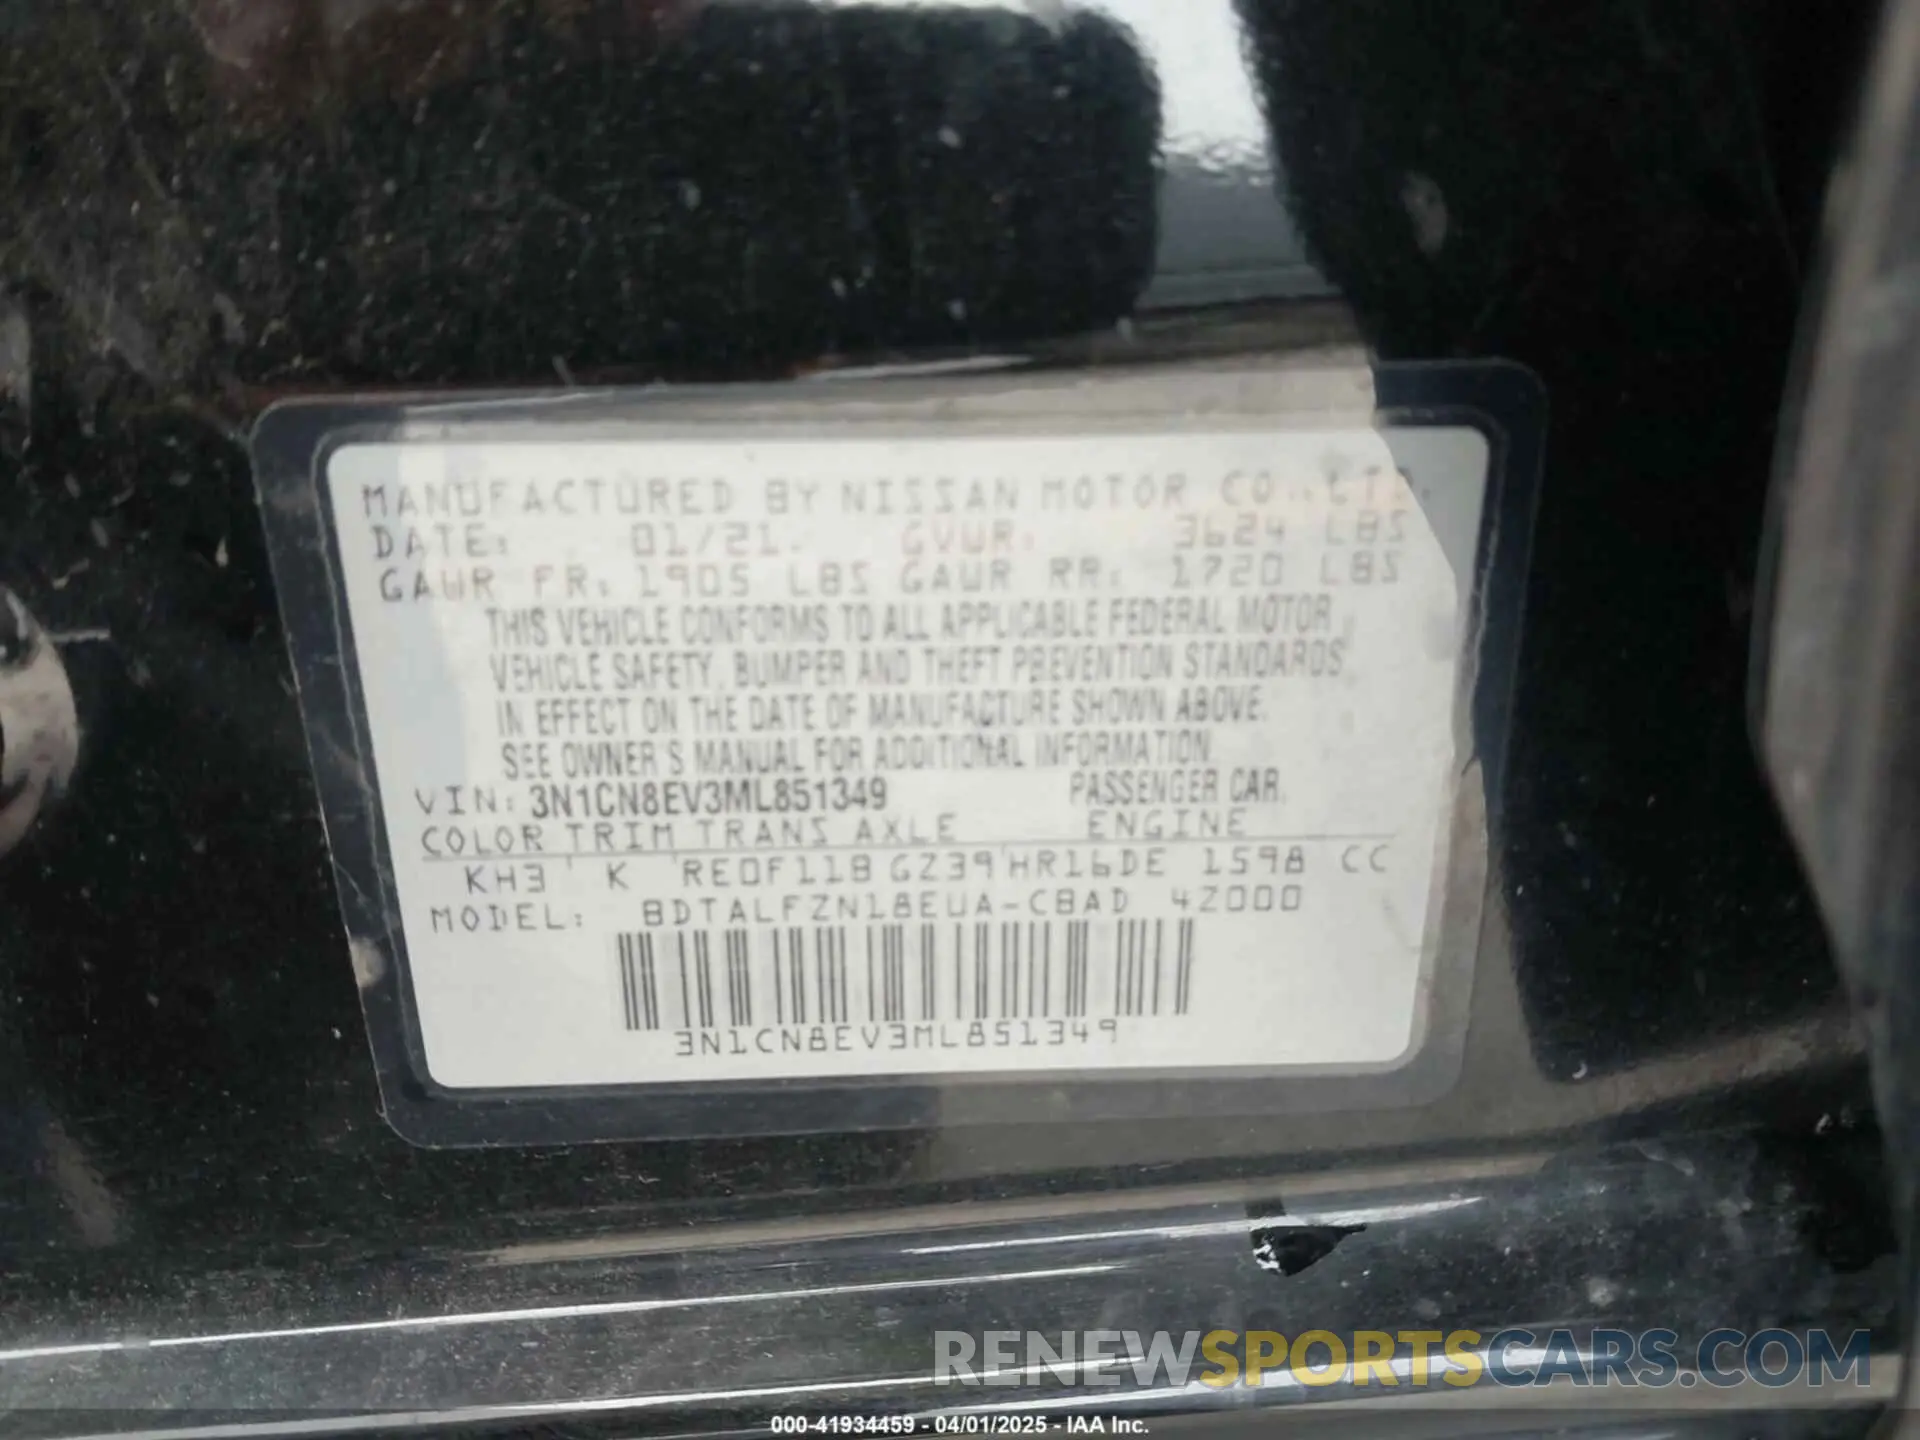 MANUFACTURED BY NISSAN MOTOR CO., LTD.
DATE: 01/21 GVWR: 3624 LBS
GAWR FR: 1905 LBS GAWR RR: 1720 LBS
THIS VEHICLE CONFORMS TO ALL APPLICABLE FEDERAL MOTOR
VEHICLE SAFETY, BUMPER AND THEFT PREVENTION STANDARDS
IN EFFECT ON THE DATE OF MANUFACTURE SHOWN ABOVE.
SEE OWNER'S MANUAL FOR ADDITIONAL INFORMATION
VIN: 3N1CN8EV3ML851349 PASSENGER CAR
COLOR TRIM TRANS AXLE ENGINE
KH3 K RE0F11B GZ39 HR16DE 1598 CC
MODEL: BDTALFZN18EUA-CBAD 4Z000
3N1CN8EV3ML851349
RENEWSPORTSCARS.COM
000-41934459 - 04/01/2025 - IAA Inc.